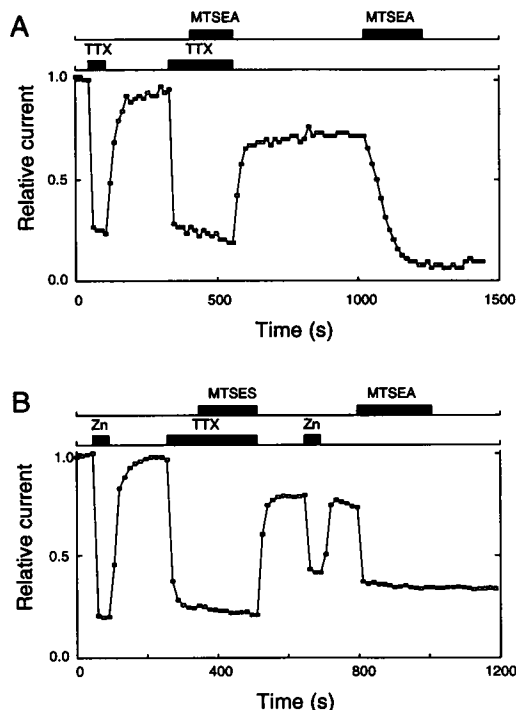 A
MTSEA MTSEA
TTX TTX
1.0
0.5
0.0
Relative current
0 500 1000 1500
Time (s)
B
MTSES MTSEA
Zn TTX Zn
1.0
0.5
0.0
Relative current
0 400 800 1200
Time (s)